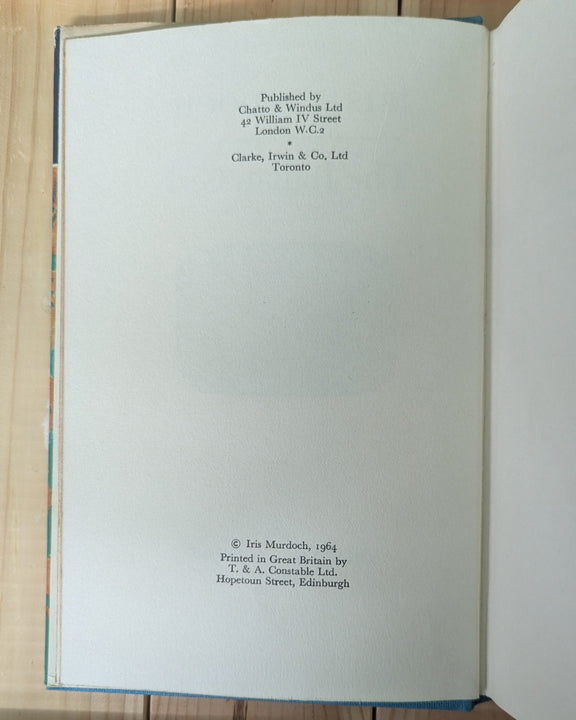 Published by
Chatto & Windus Ltd
42 William IV Street
London W.C.2
*
Clarke, Irwin & Co. Ltd
Toronto
© Iris Murdoch, 1964
Printed in Great Britain by
T. & A. Constable Ltd.
Hopetoun Street, Edinburgh